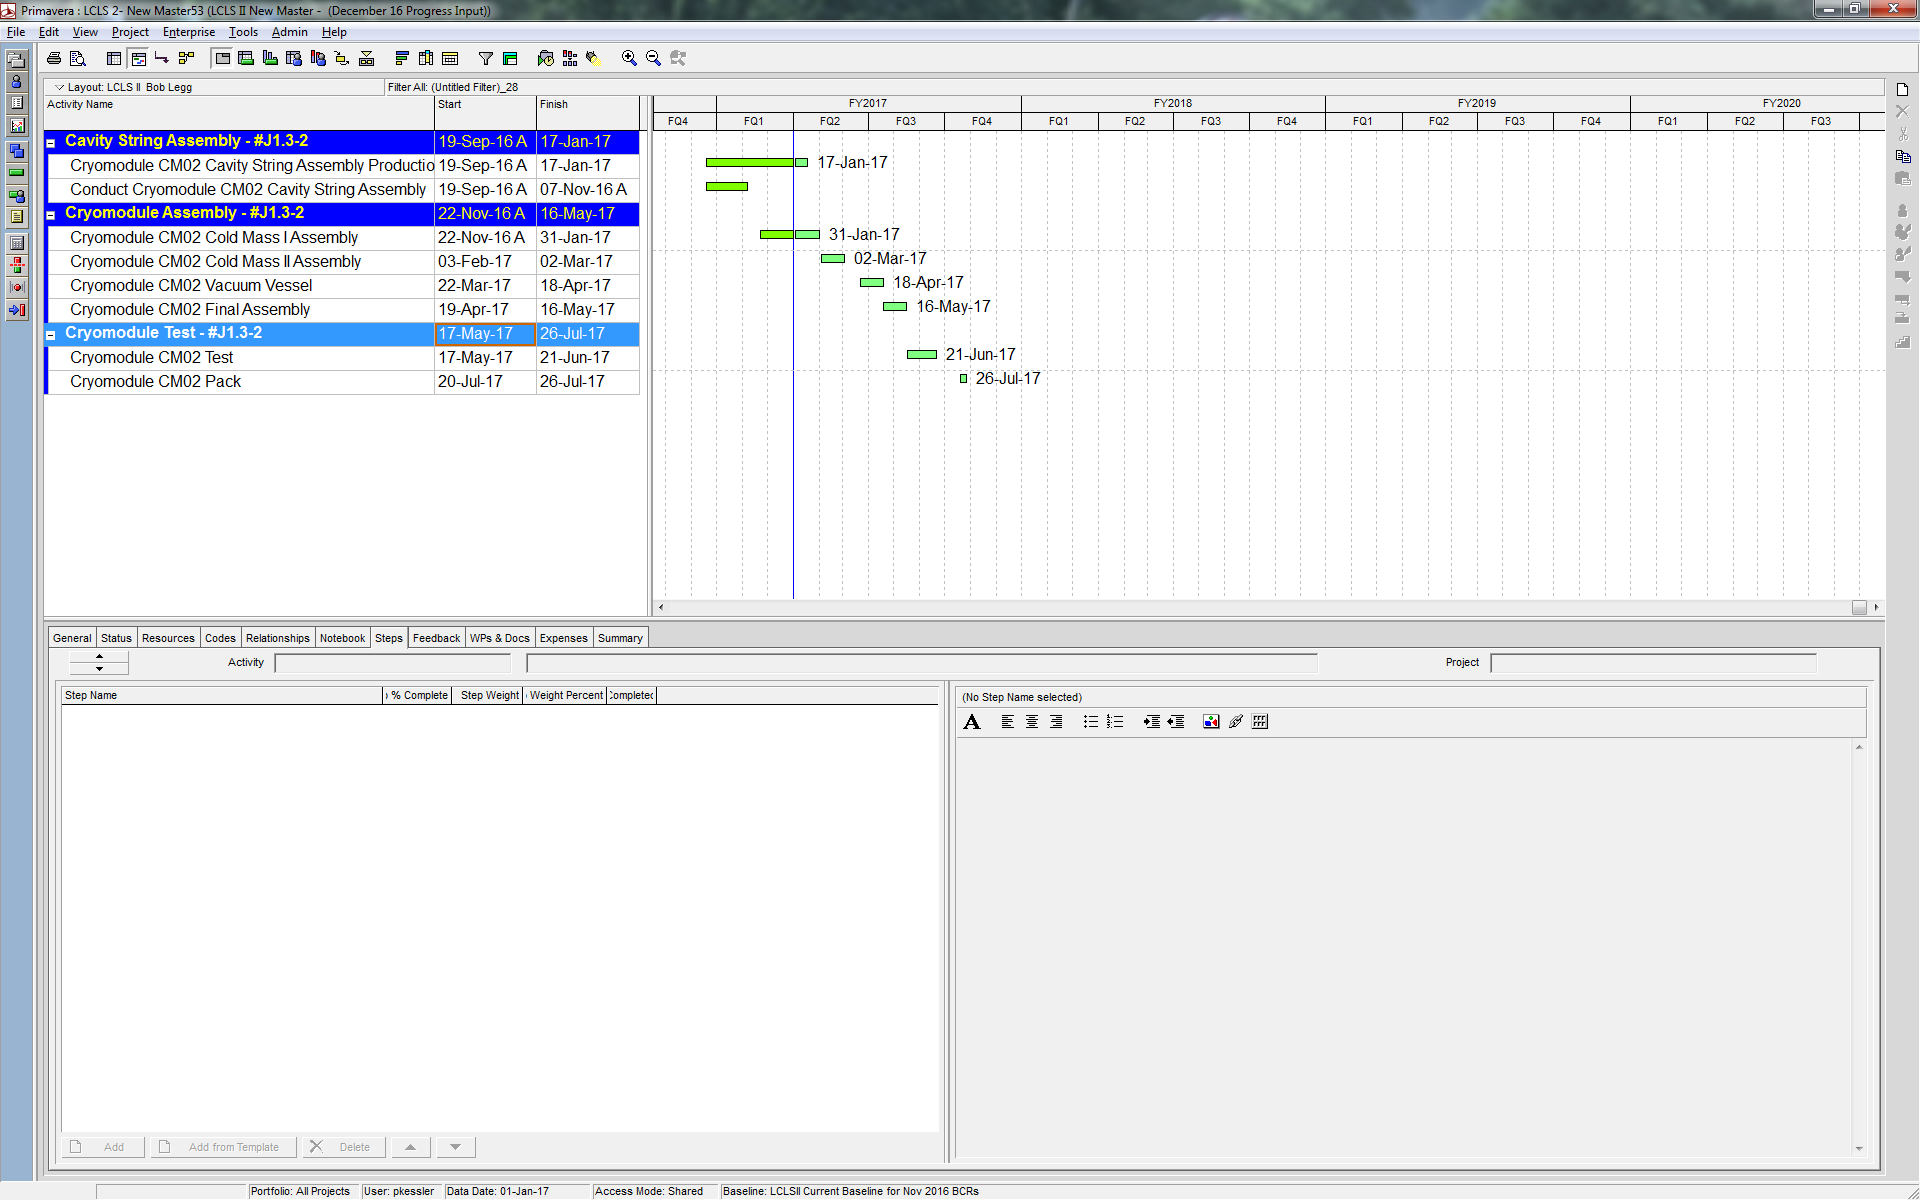 Primavera : LCLS 2- New Master53 (LCLS II New Master - (December 16 Progress Input))
File Edit View Project Enterprise Tools Admin Help
Layout: LCLS II Bob Legg Filter All: (Untitled Filter)_28
Activity Name Start Finish
FY2017 FY2018 FY2019 FY2020
FQ4 FQ1 FQ2 FQ3 FQ4 FQ1 FQ2 FQ3 FQ4 FQ1 FQ2 FQ3 FQ4 FQ1 FQ2 FQ3
Cavity String Assembly - #J1.3-2 19-Sep-16 A 17-Jan-17
Cryomodule CM02 Cavity String Assembly Productio 19-Sep-16 A 17-Jan-17 17-Jan-17
Conduct Cryomodule CM02 Cavity String Assembly 19-Sep-16 A 07-Nov-16 A
Cryomodule Assembly - #J1.3-2 22-Nov-16 A 16-May-17
Cryomodule CM02 Cold Mass I Assembly 22-Nov-16 A 31-Jan-17 31-Jan-17
Cryomodule CM02 Cold Mass II Assembly 03-Feb-17 02-Mar-17 02-Mar-17
Cryomodule CM02 Vacuum Vessel 22-Mar-17 18-Apr-17 18-Apr-17
Cryomodule CM02 Final Assembly 19-Apr-17 16-May-17 16-May-17
Cryomodule Test - #J1.3-2 17-May-17 26-Jul-17
Cryomodule CM02 Test 17-May-17 21-Jun-17 21-Jun-17
Cryomodule CM02 Pack 20-Jul-17 26-Jul-17 26-Jul-17
General Status Resources Codes Relationships Notebook Steps Feedback WPs & Docs Expenses Summary
Activity Project
Step Name % Complete Step Weight Weight Percent Completed
(No Step Name selected)
Add Add from Template Delete
Portfolio: All Projects User: pkessler Data Date: 01-Jan-17 Access Mode: Shared Baseline: LCLSII Current Baseline for Nov 2016 BCRs